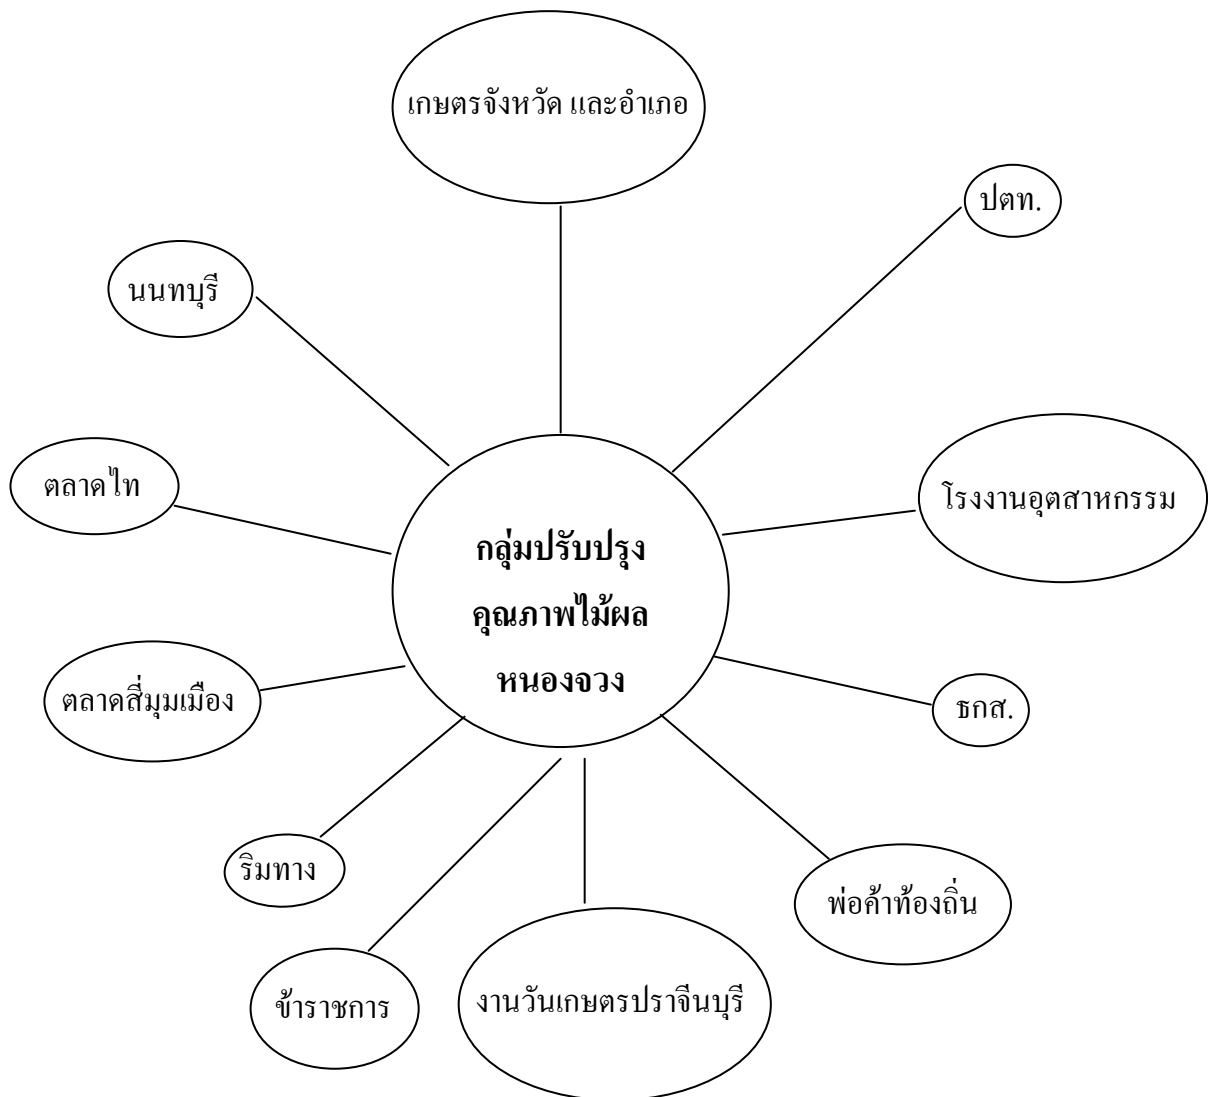 เกษตรจังหวัด และอำเภอ
ปตท.
นนทบุรี
ตลาดไท
โรงงานอุตสาหกรรม
กลุ่มปรับปรุง
คุณภาพไม้ผล
หนองจวง
ตลาดสี่มุมเมือง
ธกส.
ริมทาง
พ่อค้าท้องถิ่น
ข้าราชการ
งานวันเกษตรปราจีนบุรี